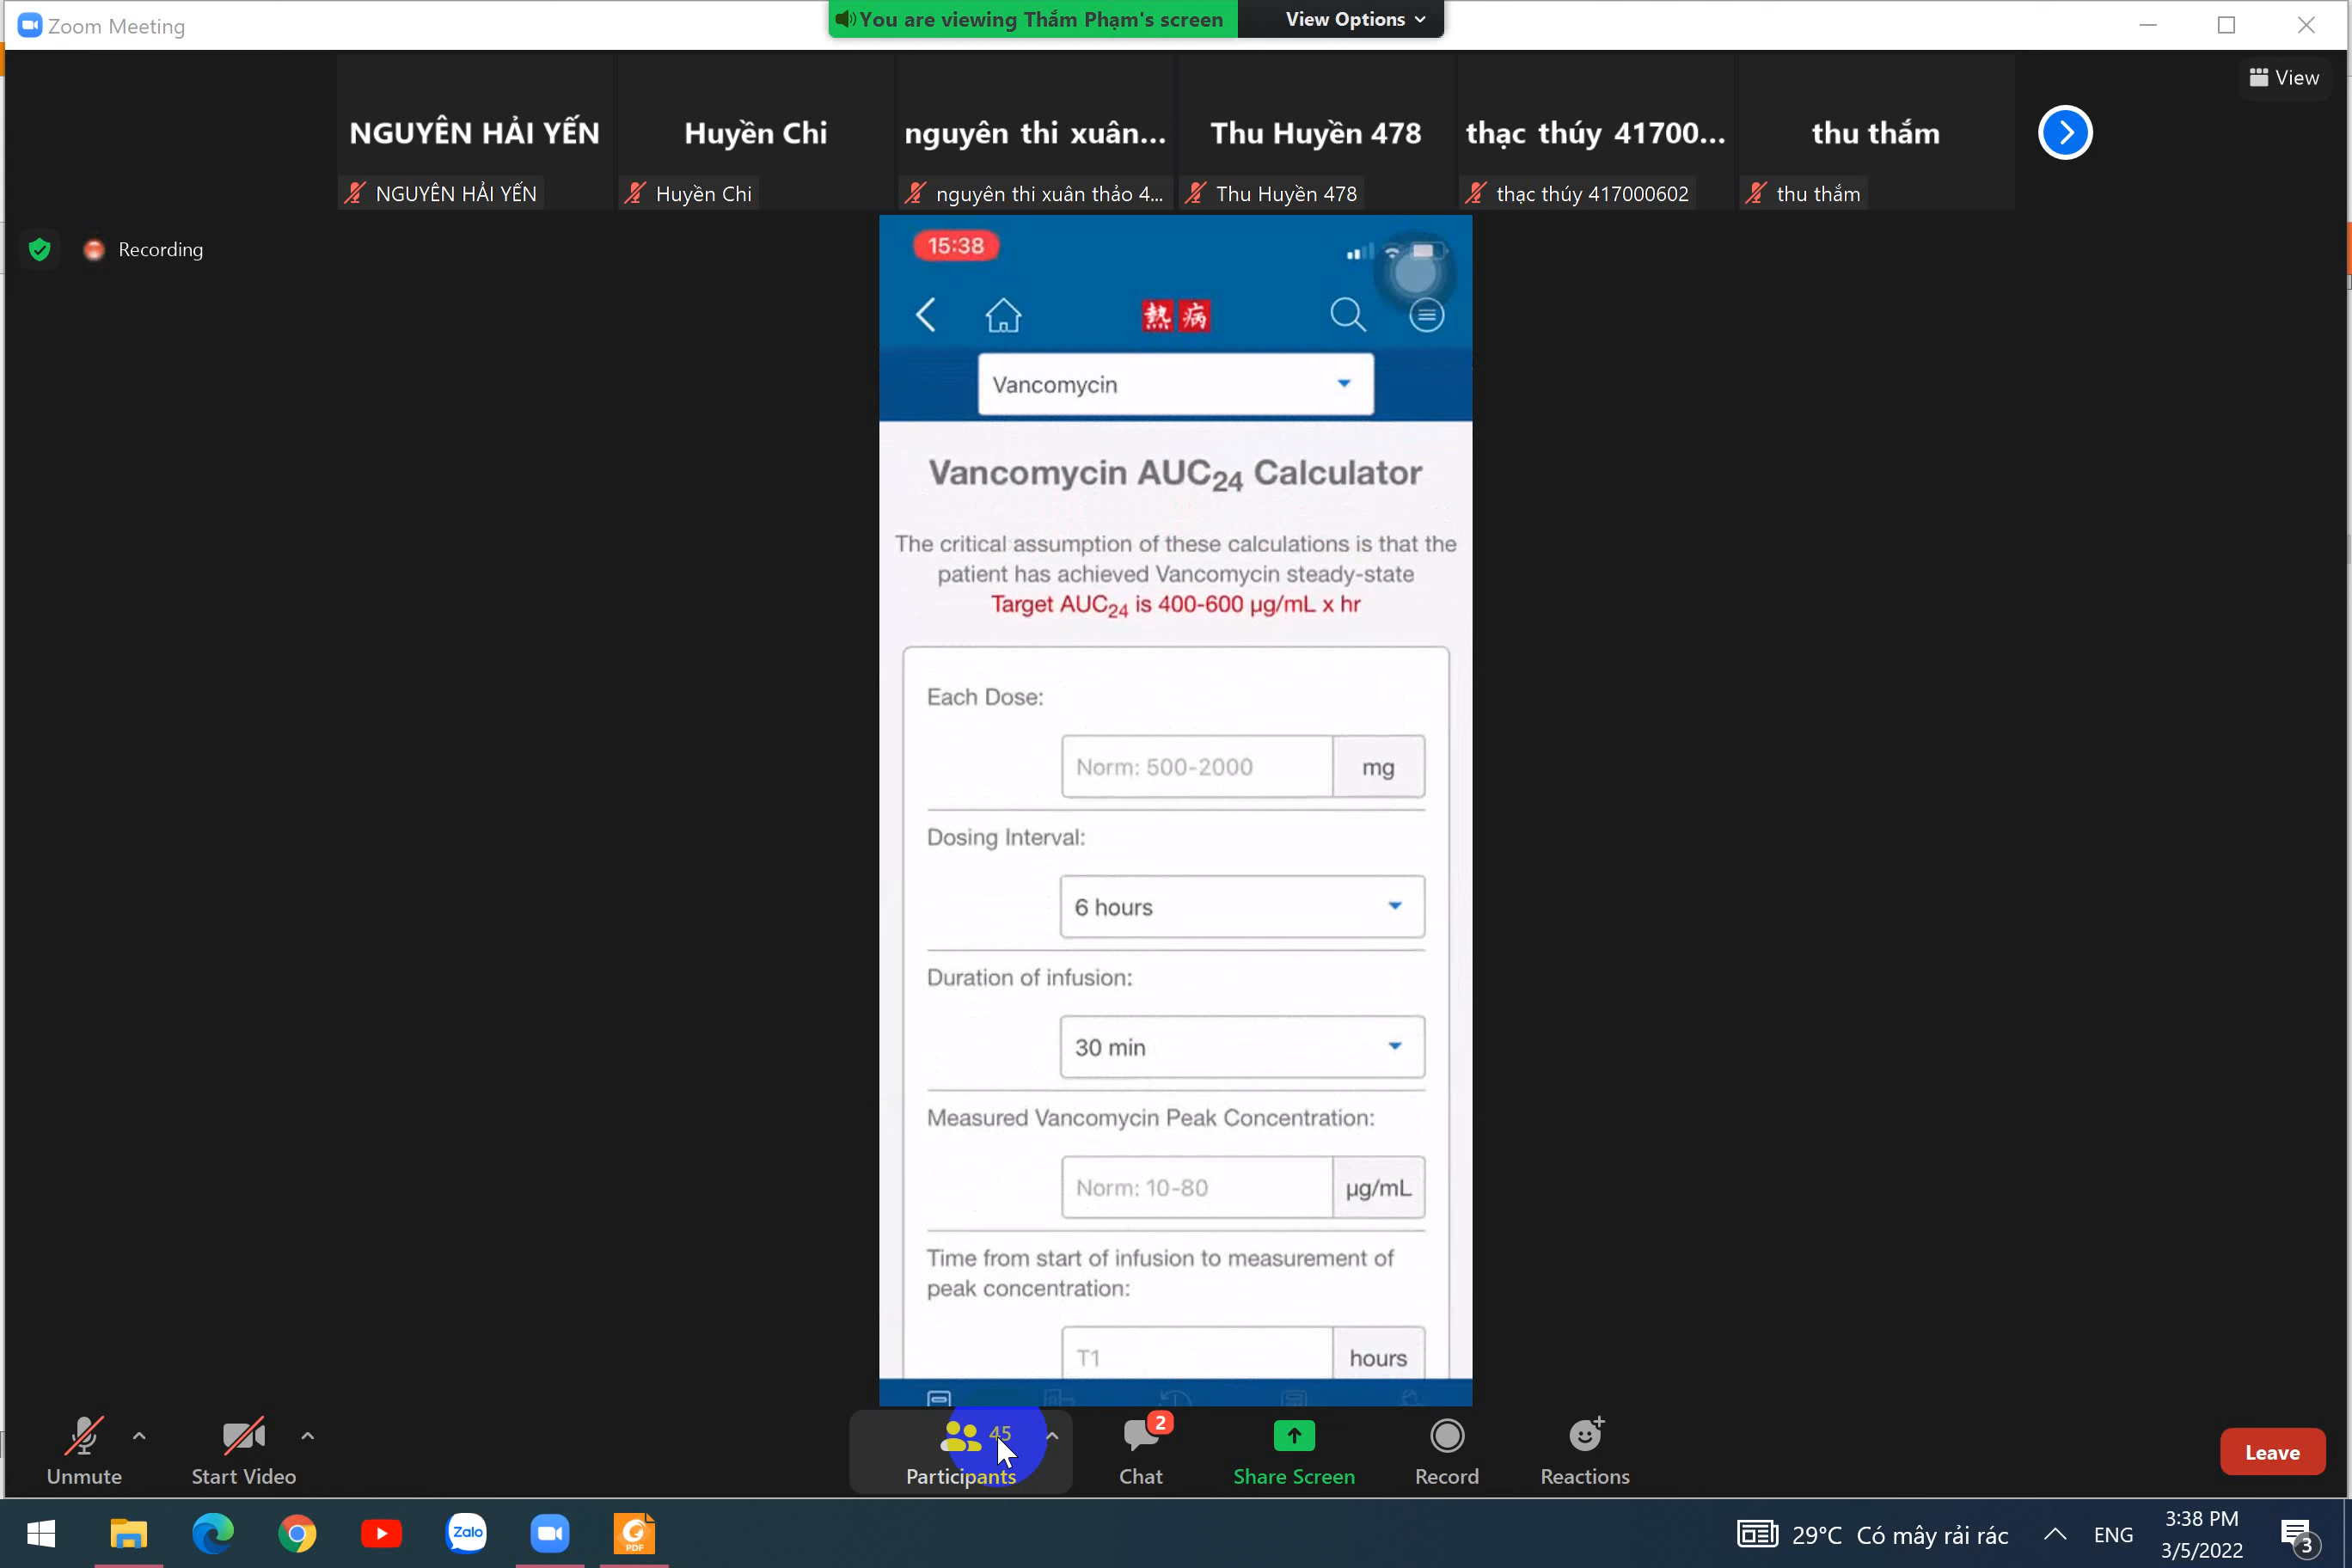 Zoom Meeting
You are viewing Thắm Phạm's screen
View Options
View
NGUYÊN HẢI YẾN
Huyền Chi
nguyên thi xuân...
Thu Huyền 478
thạc thúy 41700...
thu thắm
NGUYÊN HẢI YẾN
Huyền Chi
nguyên thi xuân thảo 4...
Thu Huyền 478
thạc thúy 417000602
thu thắm
Recording
15:38
熱病
Vancomycin
Vancomycin AUC24 Calculator
The critical assumption of these calculations is that the
patient has achieved Vancomycin steady-state
Target AUC24 is 400-600 µg/mL x hr
Each Dose:
Norm: 500-2000
mg
Dosing Interval:
6 hours
Duration of infusion:
30 min
Measured Vancomycin Peak Concentration:
Norm: 10-80
µg/mL
Time from start of infusion to measurement of
peak concentration:
T1
hours
45
2
Unmute
Start Video
Participants
Chat
Share Screen
Record
Reactions
Leave
Zalo
PDF
29°C Có mây rải rác
ENG
3:38 PM
3/5/2022
3